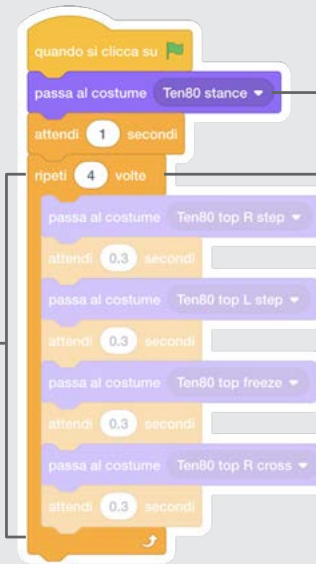 quando si clicca su
passa al costume Ten80 stance
attendi 1 secondi
ripeti 4 volte
passa al costume Ten80 top R step
attendi 0.3 secondi
passa al costume Ten80 top L step
attendi 0.3 secondi
passa al costume Ten80 top freeze
attendi 0.3 secondi
passa al costume Ten80 top R cross
attendi 0.3 secondi